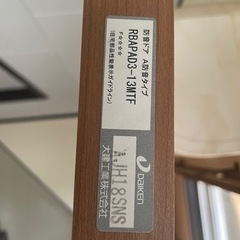 防音ドア A防音タイプ
RBAPAD3-13MTF
F☆☆☆☆
DAIKEN
AJH18SNS
大建工業株式会社